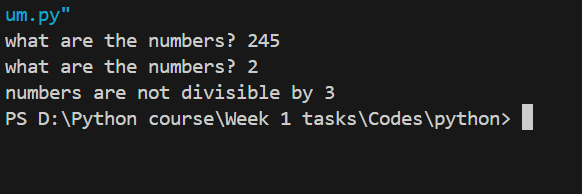 um.py"
what are the numbers? 245
what are the numbers? 2
numbers are not divisible by 3
PS D:\Python course\Week 1 tasks\Codes\python>